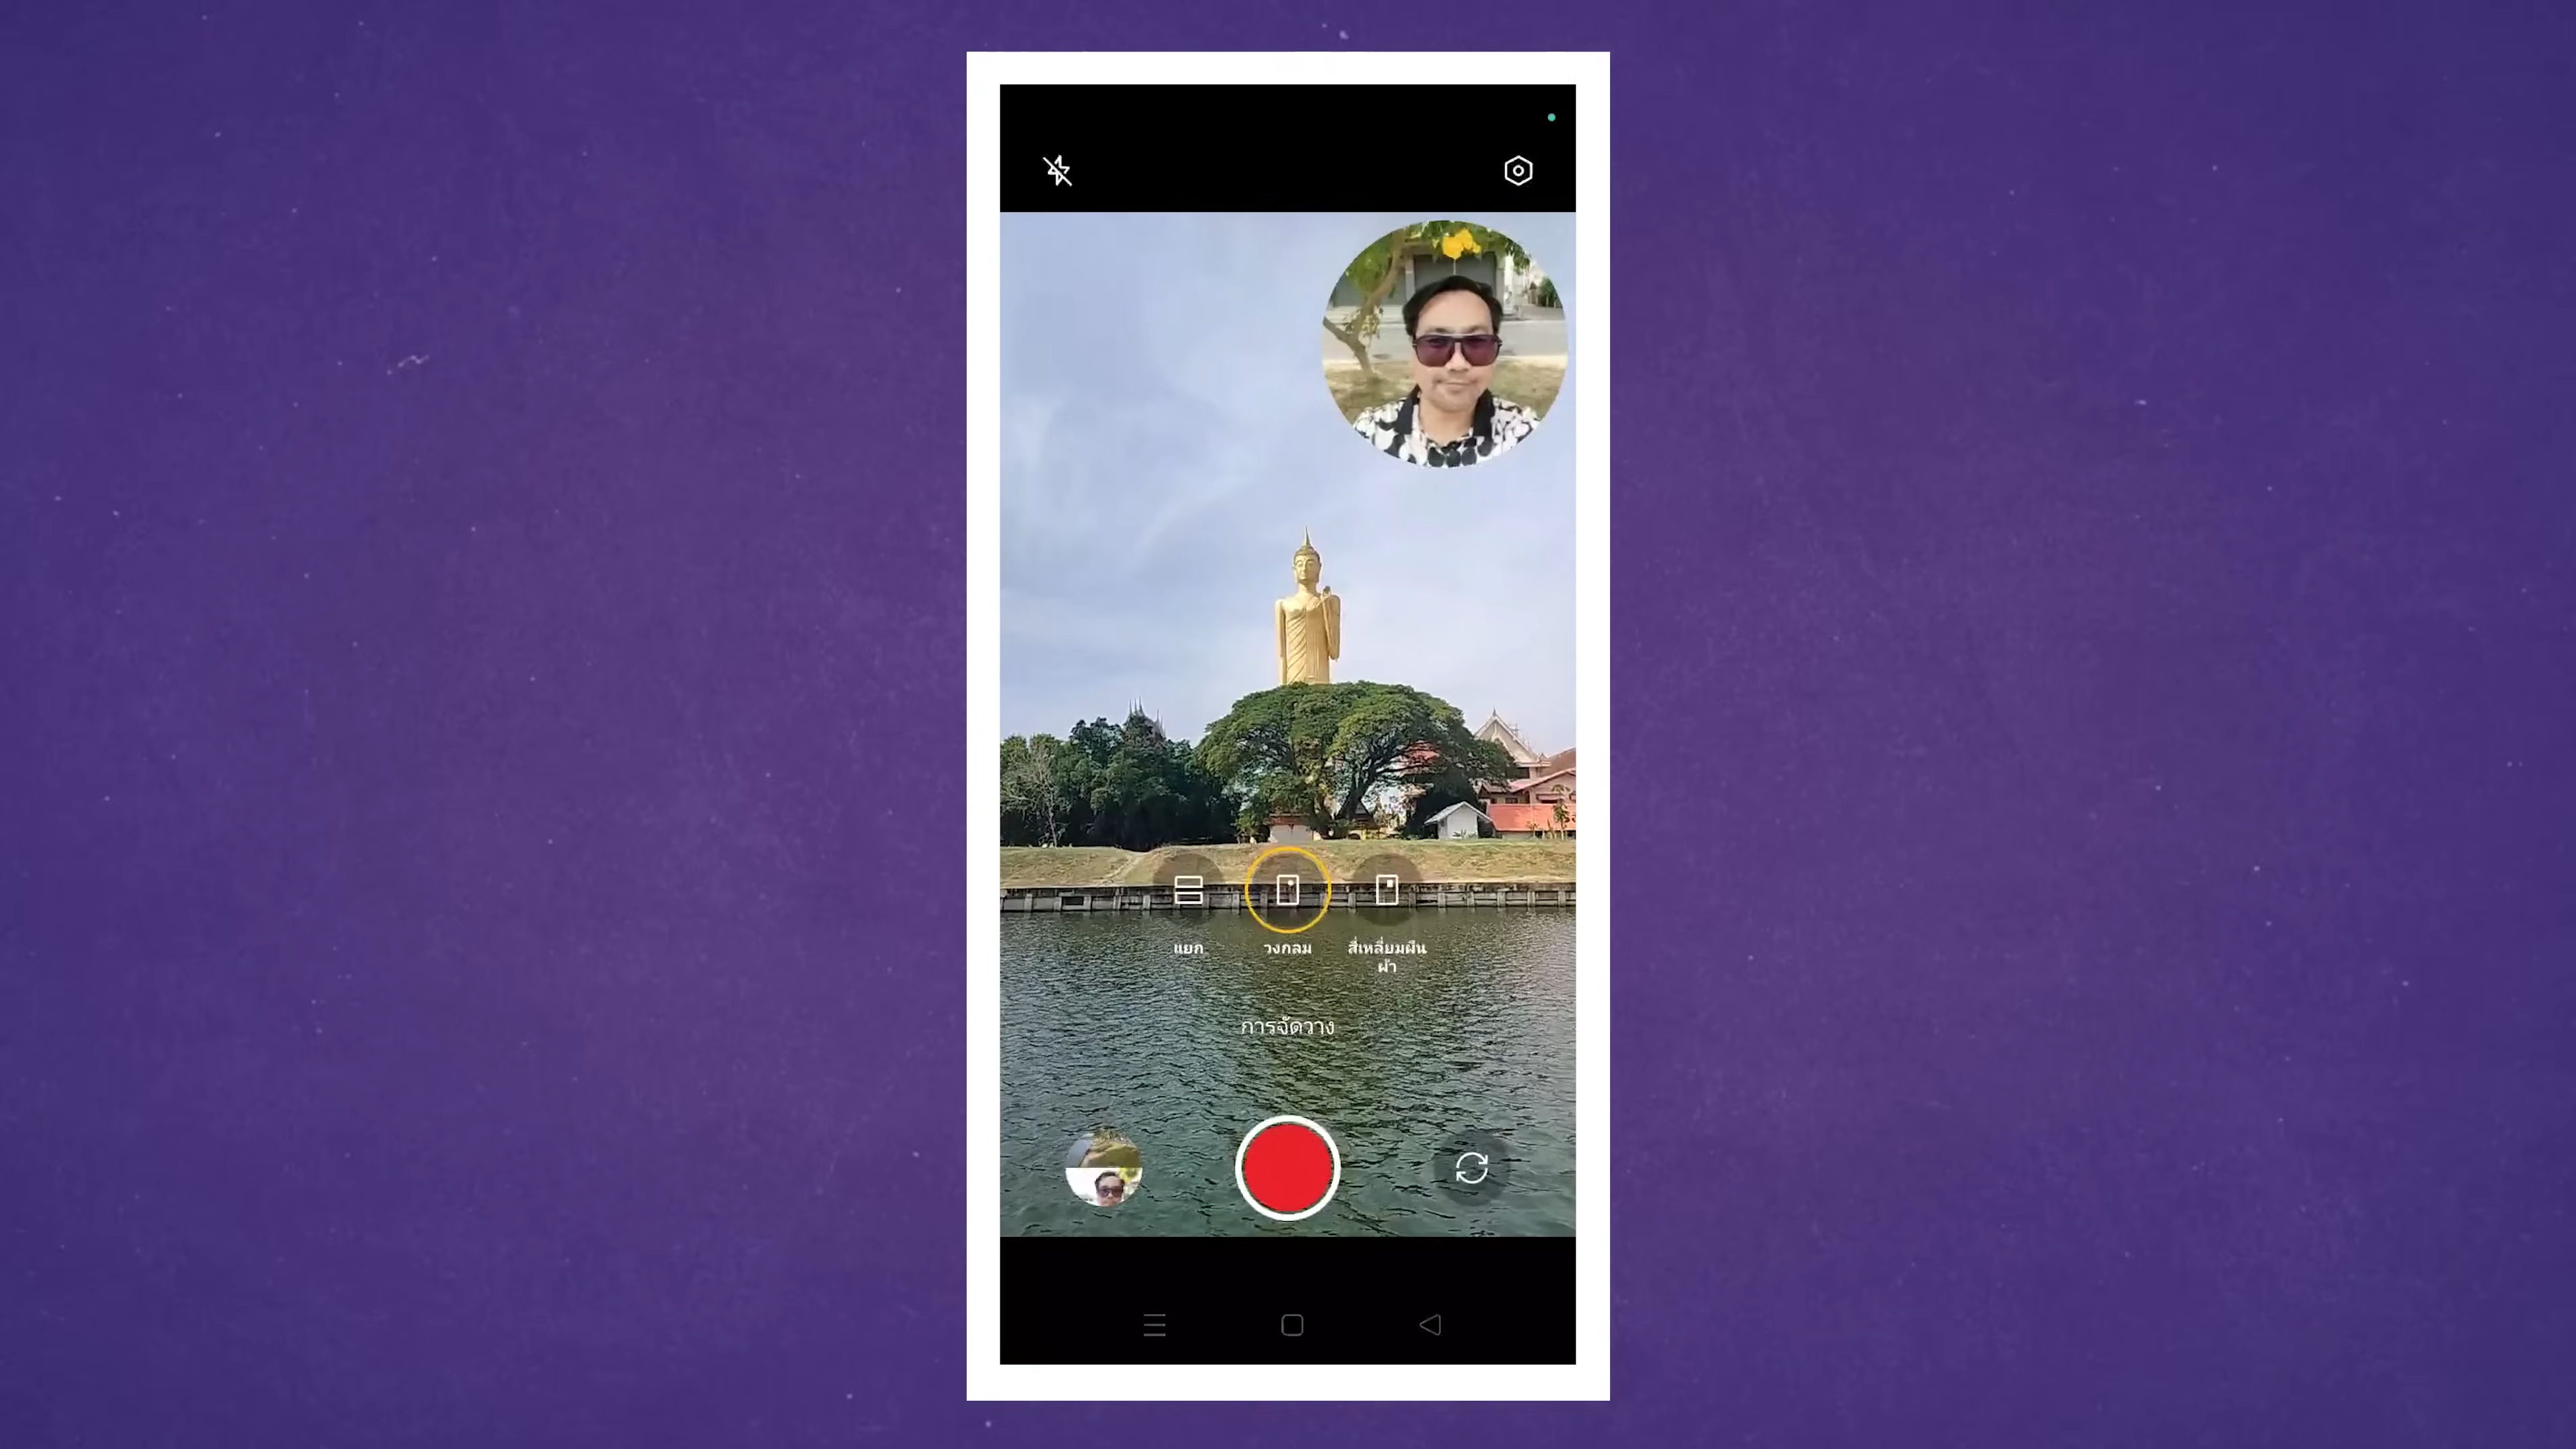 แยก
วงกลม
สี่เหลี่ยมผืน
ผ้า
การจัดวาง